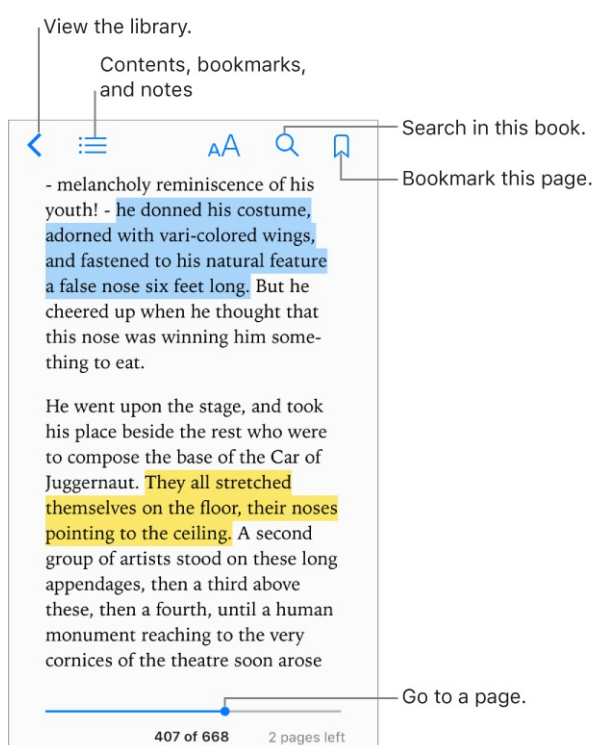 View the library.
Contents, bookmarks,
and notes
AA
Search in this book.
Bookmark this page.
- melancholy reminiscence of his
youth! - he donned his costume,
adorned with vari-colored wings,
and fastened to his natural feature
a false nose six feet long. But he
cheered up when he thought that
this nose was winning him some-
thing to eat.
He went upon the stage, and took
his place beside the rest who were
to compose the base of the Car of
Juggernaut. They all stretched
themselves on the floor, their noses
pointing to the ceiling. A second
group of artists stood on these long
appendages, then a third above
these, then a fourth, until a human
monument reaching to the very
cornices of the theatre soon arose
Go to a page.
407 of 668 2 pages left